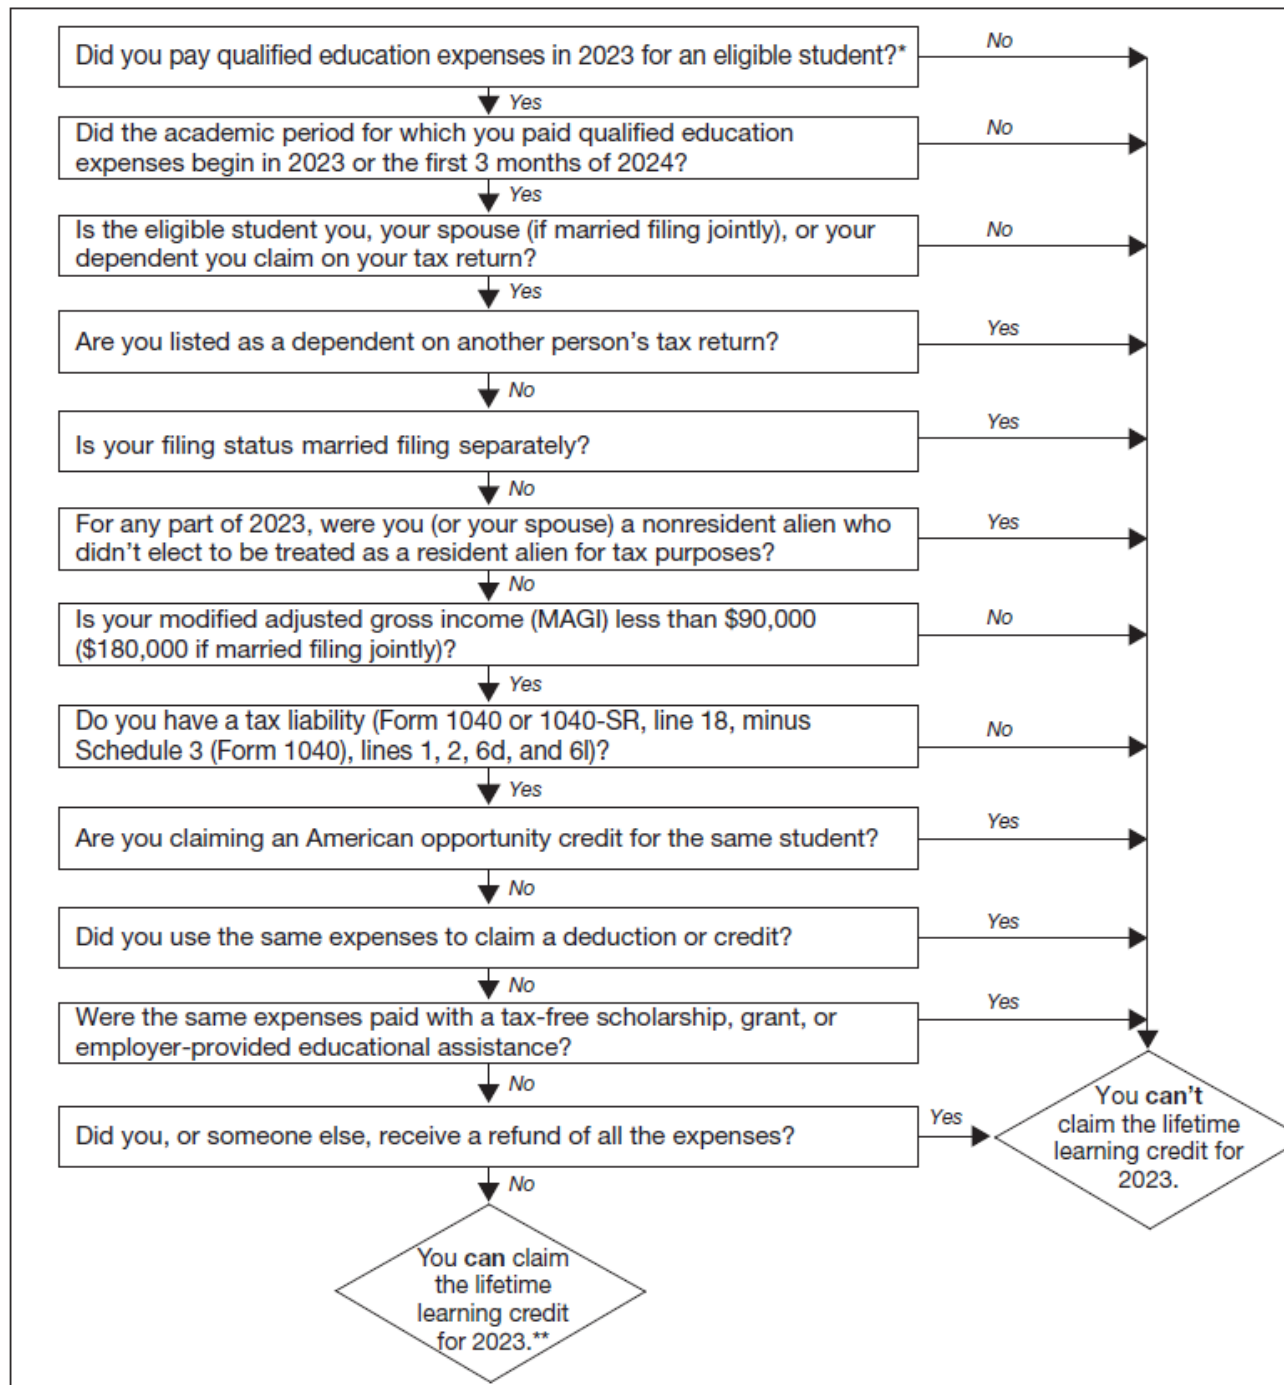 Did you pay qualified education expenses in 2023 for an eligible student?*
No
Yes
Did the academic period for which you paid qualified education
expenses begin in 2023 or the first 3 months of 2024?
No
Yes
Is the eligible student you, your spouse (if married filing jointly), or your
dependent you claim on your tax return?
No
Yes
Are you listed as a dependent on another person’s tax return?
Yes
No
Is your filing status married filing separately?
Yes
No
For any part of 2023, were you (or your spouse) a nonresident alien who
didn’t elect to be treated as a resident alien for tax purposes?
Yes
No
Is your modified adjusted gross income (MAGI) less than $90,000
($180,000 if married filing jointly)?
No
Yes
Do you have a tax liability (Form 1040 or 1040-SR, line 18, minus
Schedule 3 (Form 1040), lines 1, 2, 6d, and 6l)?
No
Yes
Are you claiming an American opportunity credit for the same student?
Yes
No
Did you use the same expenses to claim a deduction or credit?
Yes
No
Were the same expenses paid with a tax-free scholarship, grant, or
employer-provided educational assistance?
Yes
No
Did you, or someone else, receive a refund of all the expenses?
Yes
You can’t
claim the lifetime
learning credit for
2023.
No
You can claim
the lifetime
learning credit
for 2023.**